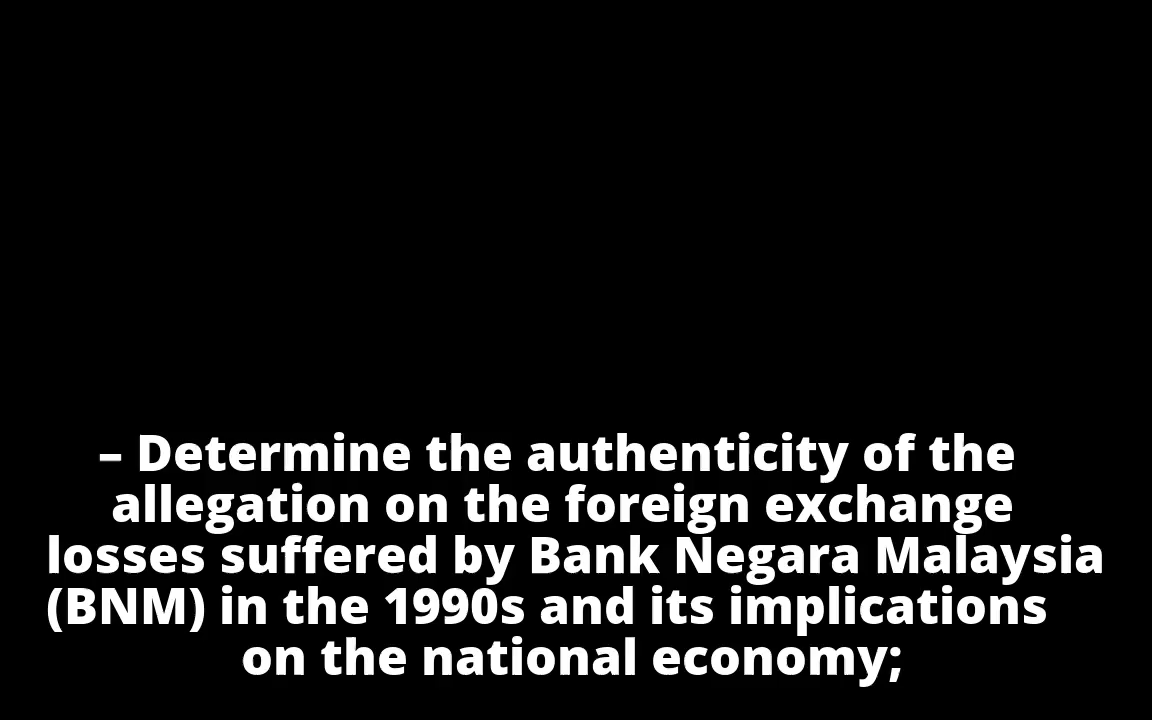 – Determine the authenticity of the
allegation on the foreign exchange
losses suffered by Bank Negara Malaysia
(BNM) in the 1990s and its implications
on the national economy;